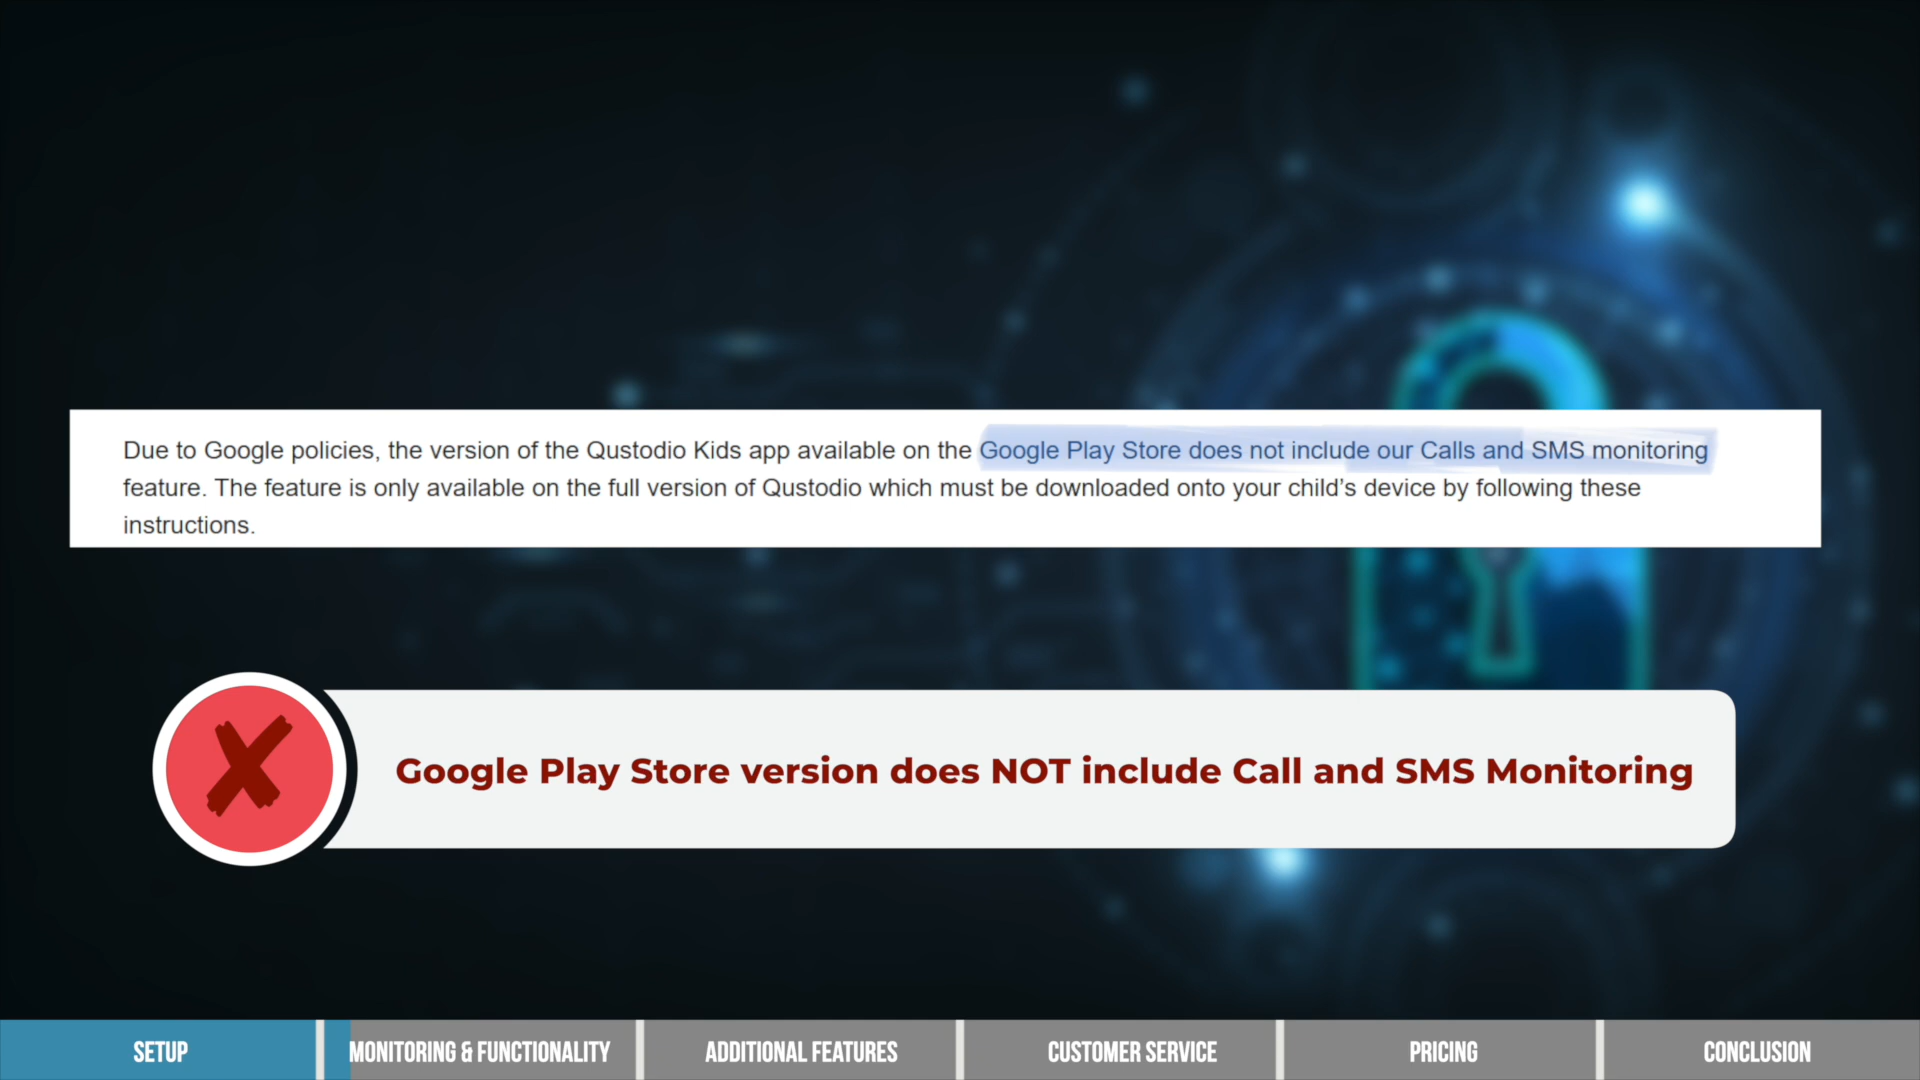 Due to Google policies, the version of the Qustodio Kids app available on the Google Play Store does not include our Calls and SMS monitoring
feature. The feature is only available on the full version of Qustodio which must be downloaded onto your child’s device by following these
instructions.
Google Play Store version does NOT include Call and SMS Monitoring
SETUP
MONITORING & FUNCTIONALITY
ADDITIONAL FEATURES
CUSTOMER SERVICE
PRICING
CONCLUSION